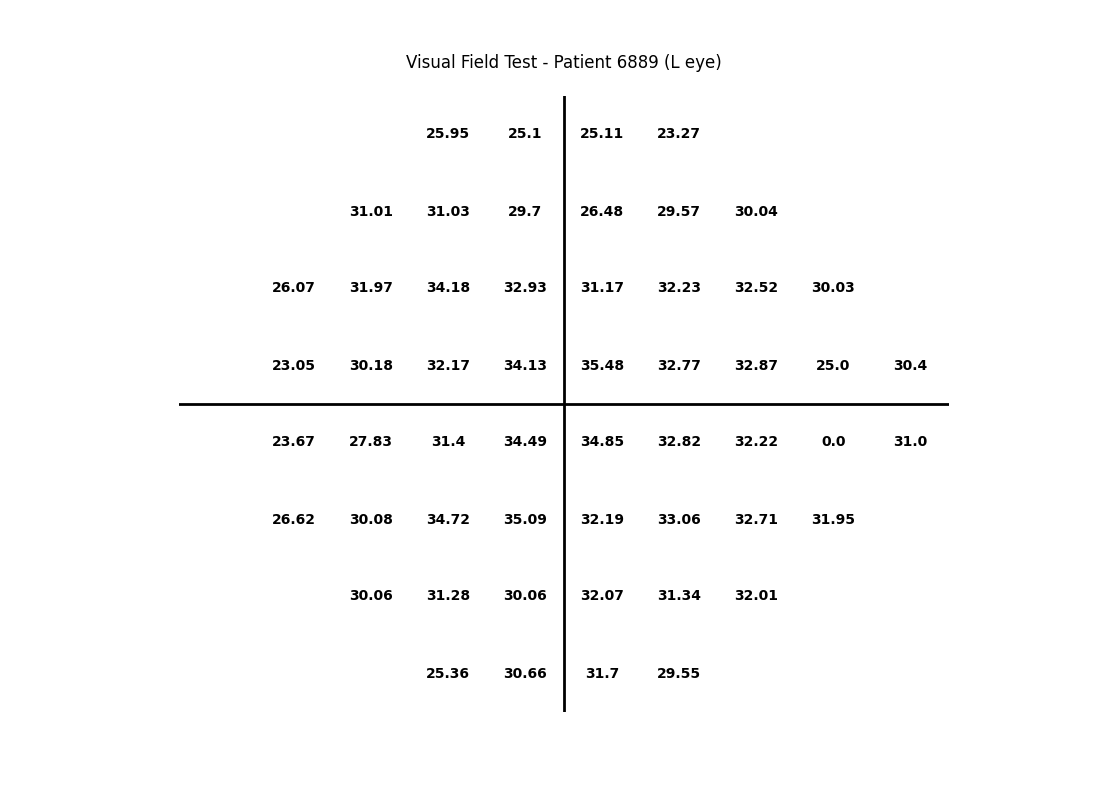 Visual Field Test - Patient 6889 (L eye)
25.95 25.1 25.11 23.27
31.01 31.03 29.7 26.48 29.57 30.04
26.07 31.97 34.18 32.93 31.17 32.23 32.52 30.03
23.05 30.18 32.17 34.13 35.48 32.77 32.87 25.0 30.4
23.67 27.83 31.4 34.49 34.85 32.82 32.22 0.0 31.0
26.62 30.08 34.72 35.09 32.19 33.06 32.71 31.95
30.06 31.28 30.06 32.07 31.34 32.01
25.36 30.66 31.7 29.55